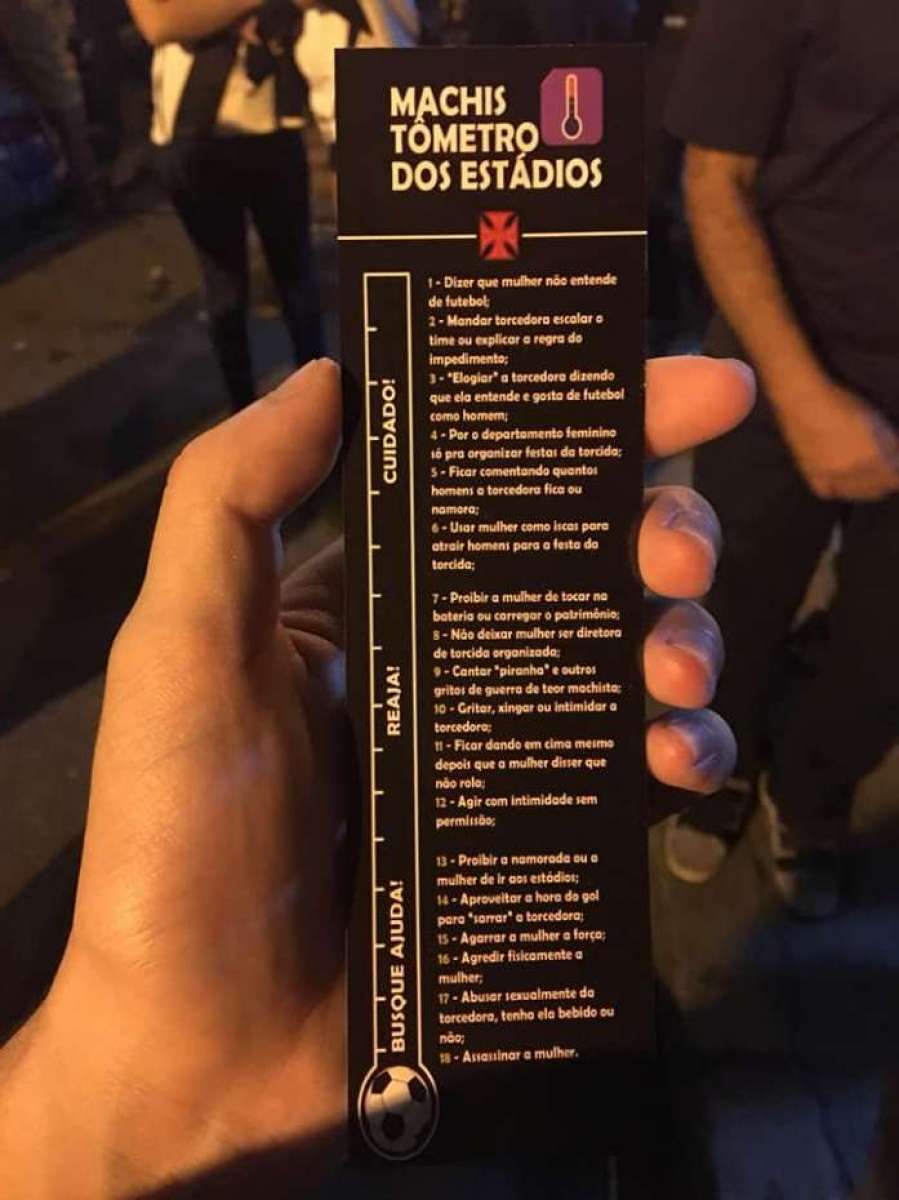 MACHIS
TÔMETRO
DOS ESTÁDIOS
CUIDADO!
1 - Dizer que mulher não entende
de futebol;
2 - Mandar torcedora escalar o
time ou explicar a regra do
impedimento;
3 - "Elogiar" a torcedora dizendo
que ela entende e gosta de futebol
como homem;
4 - Por o departamento feminino
só pra organizar festas da torcida;
5 - Ficar comentando quantos
homens a torcedora fica ou
namora;
6 - Usar mulher como iscas para
atrair homens para a festa da
torcida;
REAJA!
7 - Proibir a mulher de tocar na
bateria ou carregar o patrimônio;
8 - Não deixar mulher ser diretora
de torcida organizada;
9 - Cantar "piranha" e outros
gritos de guerra de teor machista;
10 - Gritar, xingar ou intimidar a
torcedora;
11 - Ficar dando em cima mesmo
depois que a mulher disser que
não rola;
12 - Agir com intimidade sem
permissão;
BUSQUE AJUDA!
13 - Proibir a namorada ou a
mulher de ir aos estádios;
14 - Aproveitar a hora do gol
para "sarrar" a torcedora;
15 - Agarrar a mulher a força;
16 - Agredir fisicamente a
mulher;
17 - Abusar sexualmente da
torcedora, tenha ela bebido ou
não;
18 - Assassinar a mulher.